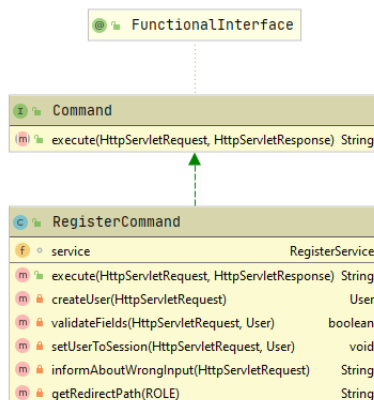 @ FunctionalInterface
I Command
m execute(HttpServletRequest, HttpServletResponse) String
C RegisterCommand
f service RegisterService
m execute(HttpServletRequest, HttpServletResponse) String
m createUser(HttpServletRequest) User
m validateFields(HttpServletRequest, User) boolean
m setUserToSession(HttpServletRequest, User) void
m informAboutWrongInput(HttpServletRequest) String
m getRedirectPath(ROLE) String